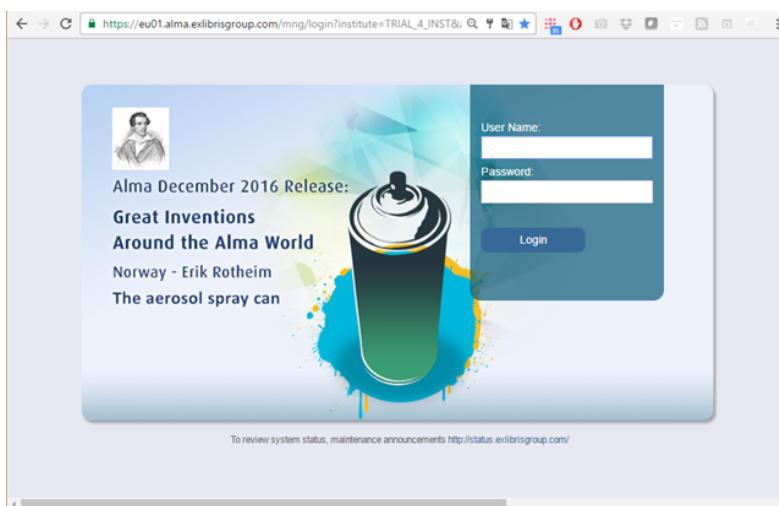 https://eu01.alma.exlibrisgroup.com/mng/login?institute=TRIAL_4_INST&
Alma December 2016 Release:
Great Inventions
Around the Alma World
Norway - Erik Rotheim
The aerosol spray can
User Name:
Password:
Login
To review system status, maintenance announcements http://status.exlibrisgroup.com/